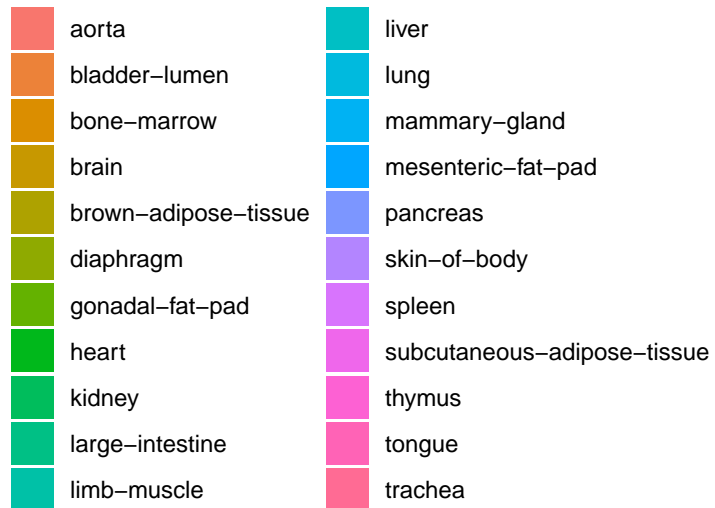 aorta
bladder−lumen
bone−marrow
brain
brown−adipose−tissue
diaphragm
gonadal−fat−pad
heart
kidney
large−intestine
limb−muscle
liver
lung
mammary−gland
mesenteric−fat−pad
pancreas
skin−of−body
spleen
subcutaneous−adipose−tissue
thymus
tongue
trachea